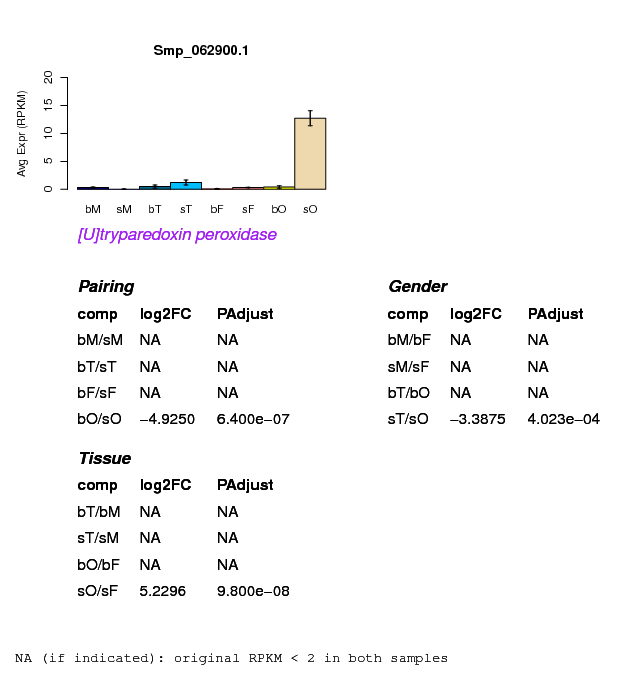 Smp_062900.1
Avg Expr (RPKM)
20
15
10
5
0
bM sM bT sT bF sF bO sO
[U]tryparedoxin peroxidase
Pairing
comp log2FC PAdjust
bM/sM NA NA
bT/sT NA NA
bF/sF NA NA
bO/sO −4.9250 6.400e−07
Gender
comp log2FC PAdjust
bM/bF NA NA
sM/sF NA NA
bT/bO NA NA
sT/sO −3.3875 4.023e−04
Tissue
comp log2FC PAdjust
bT/bM NA NA
sT/sM NA NA
bO/bF NA NA
sO/sF 5.2296 9.800e−08
NA (if indicated): original RPKM < 2 in both samples